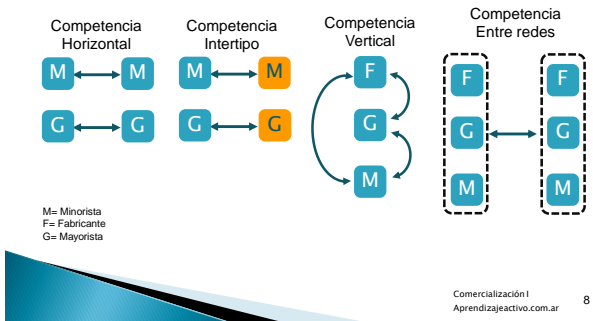 Competencia
Horizontal
Competencia
Intertipo
Competencia
Vertical
Competencia
Entre redes
M M M M F F F
G G G G G G G
M M M
M= Minorista
F= Fabricante
G= Mayorista
Comercialización I
Aprendizajeactivo.com.ar
8